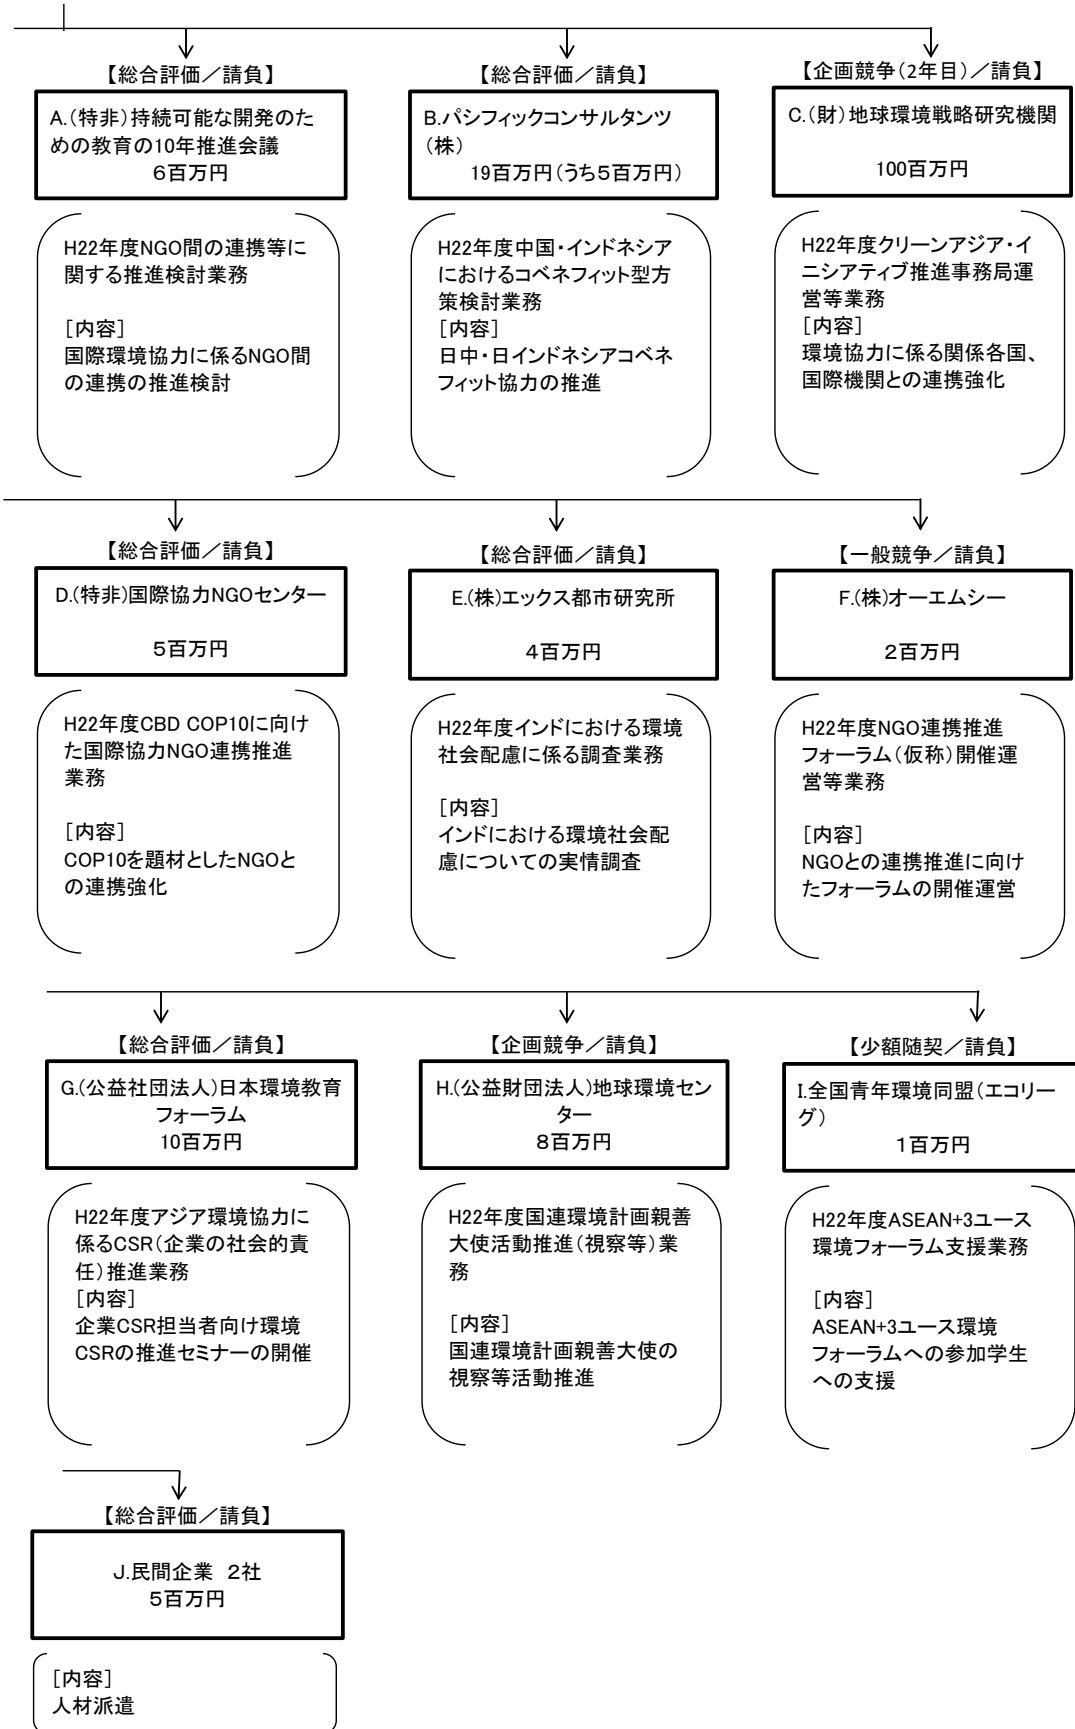 【総合評価／請負】
A.（特非）持続可能な開発のた
めの教育の10年推進会議
６百万円
H22年度NGO間の連携等に
関する推進検討業務
［内容］
国際環境協力に係るNGO間
の連携の推進検討
【総合評価／請負】
B.パシフィックコンサルタンツ
（株）
19百万円（うち５百万円）
H22年度中国・インドネシア
におけるコベネフィット型方
策検討業務
［内容］
日中・日インドネシアコベネ
フィット協力の推進
【企画競争（2年目）／請負】
C.（財）地球環境戦略研究機関
100百万円
H22年度クリーンアジア・イ
ニシアティブ推進事務局運
営等業務
［内容］
環境協力に係る関係各国、
国際機関との連携強化
【総合評価／請負】
D.(特非）国際協力NGOセンター
５百万円
H22年度CBD COP10に向け
た国際協力NGO連携推進
業務
［内容］
COP10を題材としたNGOと
の連携強化
【総合評価／請負】
E.(株）エックス都市研究所
４百万円
H22年度インドにおける環境
社会配慮に係る調査業務
［内容］
インドにおける環境社会配
慮についての実情調査
【一般競争／請負】
F.（株）オーエムシー
２百万円
H22年度NGO連携推進
フォーラム（仮称）開催運
営等業務
［内容］
NGOとの連携推進に向け
たフォーラムの開催運営
【総合評価／請負】
G.(公益社団法人）日本環境教育
フォーラム
10百万円
H22年度アジア環境協力に
係るCSR（企業の社会的責
任）推進業務
［内容］
企業CSR担当者向け環境
CSRの推進セミナーの開催
【企画競争／請負】
H.(公益財団法人）地球環境セン
ター
８百万円
H22年度国連環境計画親善
大使活動推進（視察等）業
務
［内容］
国連環境計画親善大使の
視察等活動推進
【少額随契／請負】
I.全国青年環境同盟（エコリー
グ）
１百万円
H22年度ASEAN+3ユース
環境フォーラム支援業務
［内容］
ASEAN+3ユース環境
フォーラムへの参加学生
への支援
【総合評価／請負】
J.民間企業　２社
５百万円
［内容］
人材派遣